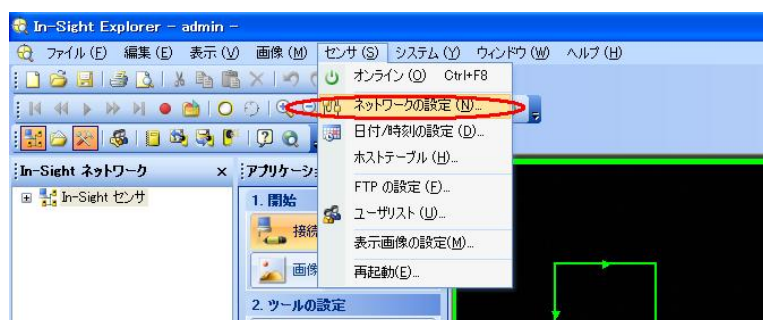 In-Sight Explorer - admin -
ファイル(F) 編集(E) 表示(V) 画像(M) センサ(S) システム(Y) ウィンドウ(W) ヘルプ(H)
オンライン(O) Ctrl+F8
ネットワークの設定(N)...
日付/時刻の設定(D)...
ホストテーブル(H)...
FTP の設定(F)...
ユーザリスト(U)...
表示画像の設定(M)...
再起動(E)...
In-Sight ネットワーク ×
In-Sight センサ
アプリケーショ
1. 開始
接続
画像
2. ツールの設定